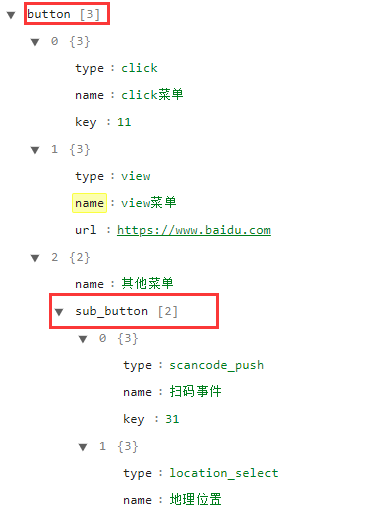 button [3]
0 {3}
type : click
name : click菜单
key : 11
1 {3}
type : view
name : view菜单
url : https://www.baidu.com
2 {2}
name : 其他菜单
sub_button [2]
0 {3}
type : scancode_push
name : 扫码事件
key : 31
1 {3}
type : location_select
name : 地理位置